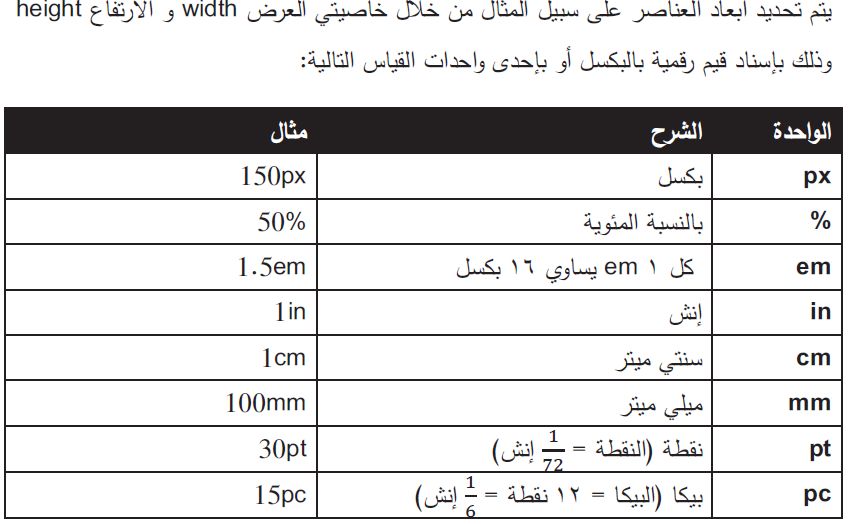 يتم تحديد أبعاد العناصر على سبيل المثال من خلال خاصيتي العرض width و الارتفاع height
وذلك بإسناد قيم رقمية بالبكسل أو بإحدى واحدات القياس التالية:
الواحدة الشرح مثال
px بكسل 150px
% بالنسبة المئوية 50%
em كل ١ em يساوي ١٦ بكسل 1.5em
in إنش 1in
cm سنتي ميتر 1cm
mm ميلي ميتر 100mm
pt نقطة (النقطة = 1/72 إنش) 30pt
pc بيكا (البيكا = ١٢ نقطة = 1/6 إنش) 15pc